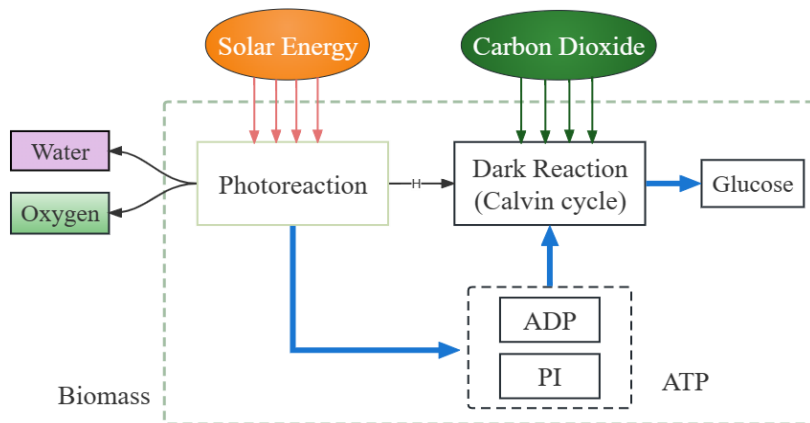 Solar Energy
Carbon Dioxide
Water
Oxygen
Photoreaction
H
Dark Reaction
(Calvin cycle)
Glucose
ADP
PI
ATP
Biomass